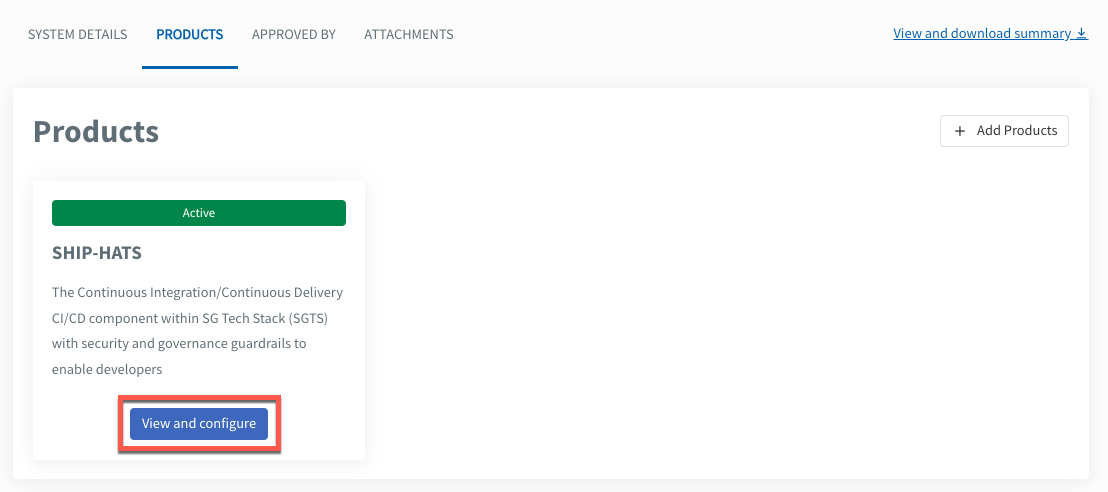 SYSTEM DETAILS PRODUCTS APPROVED BY ATTACHMENTS View and download summary
Products
+ Add Products
Active
SHIP-HATS
The Continuous Integration/Continuous Delivery
CI/CD component within SG Tech Stack (SGTS)
with security and governance guardrails to
enable developers
View and configure